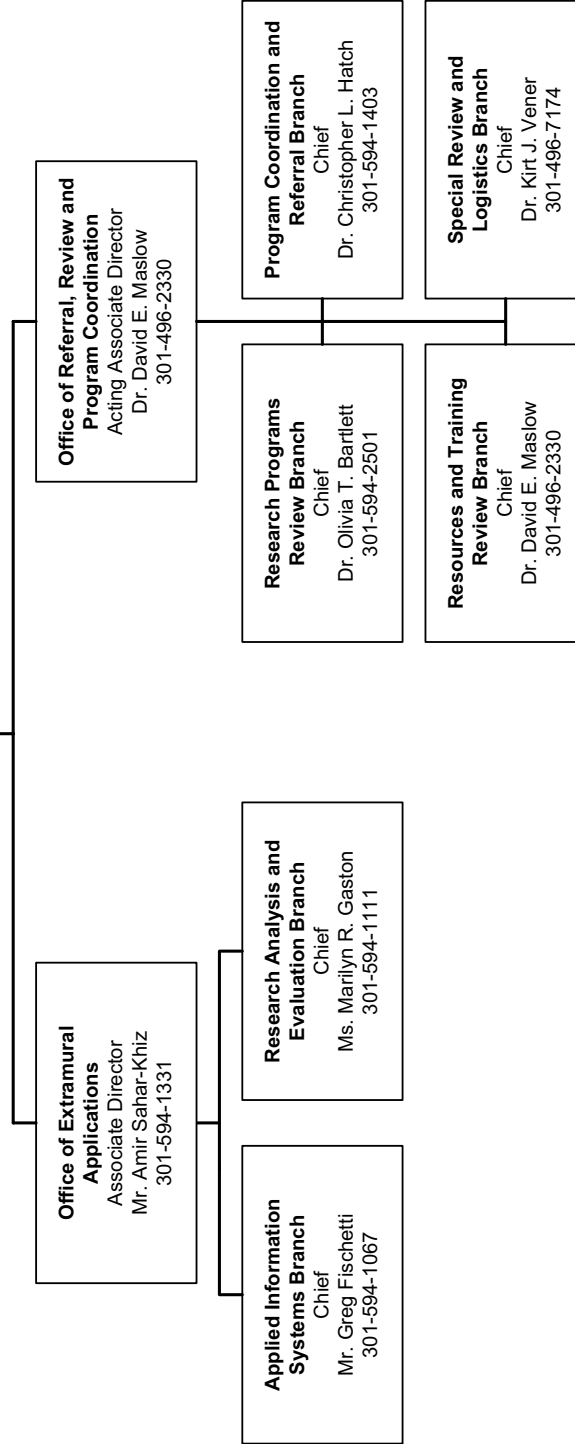 Office of Extramural
Applications
Associate Director
Mr. Amir Sahar-Khiz
301-594-1331
Office of Referral, Review and
Program Coordination
Acting Associate Director
Dr. David E. Maslow
301-496-2330
Applied Information
Systems Branch
Chief
Mr. Greg Fischetti
301-594-1067
Research Analysis and
Evaluation Branch
Chief
Ms. Marilyn R. Gaston
301-594-1111
Research Programs
Review Branch
Chief
Dr. Olivia T. Bartlett
301-594-2501
Program Coordination and
Referral Branch
Chief
Dr. Christopher L. Hatch
301-594-1403
Resources and Training
Review Branch
Chief
Dr. David E. Maslow
301-496-2330
Special Review and
Logistics Branch
Chief
Dr. Kirt J. Vener
301-496-7174